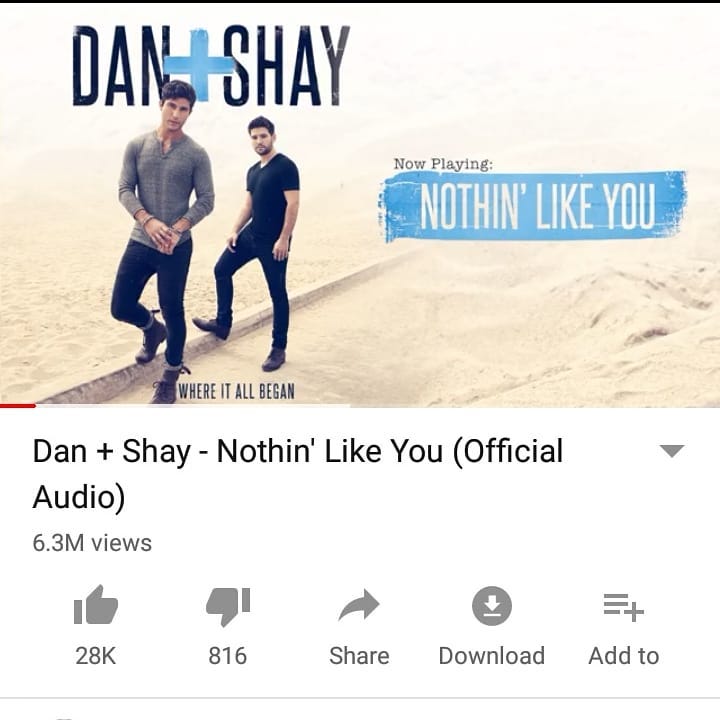 DAN+SHAY
Now Playing:
NOTHIN' LIKE YOU
WHERE IT ALL BEGAN
Dan + Shay - Nothin' Like You (Official
Audio)
6.3M views
28K
816
Share
Download
Add to